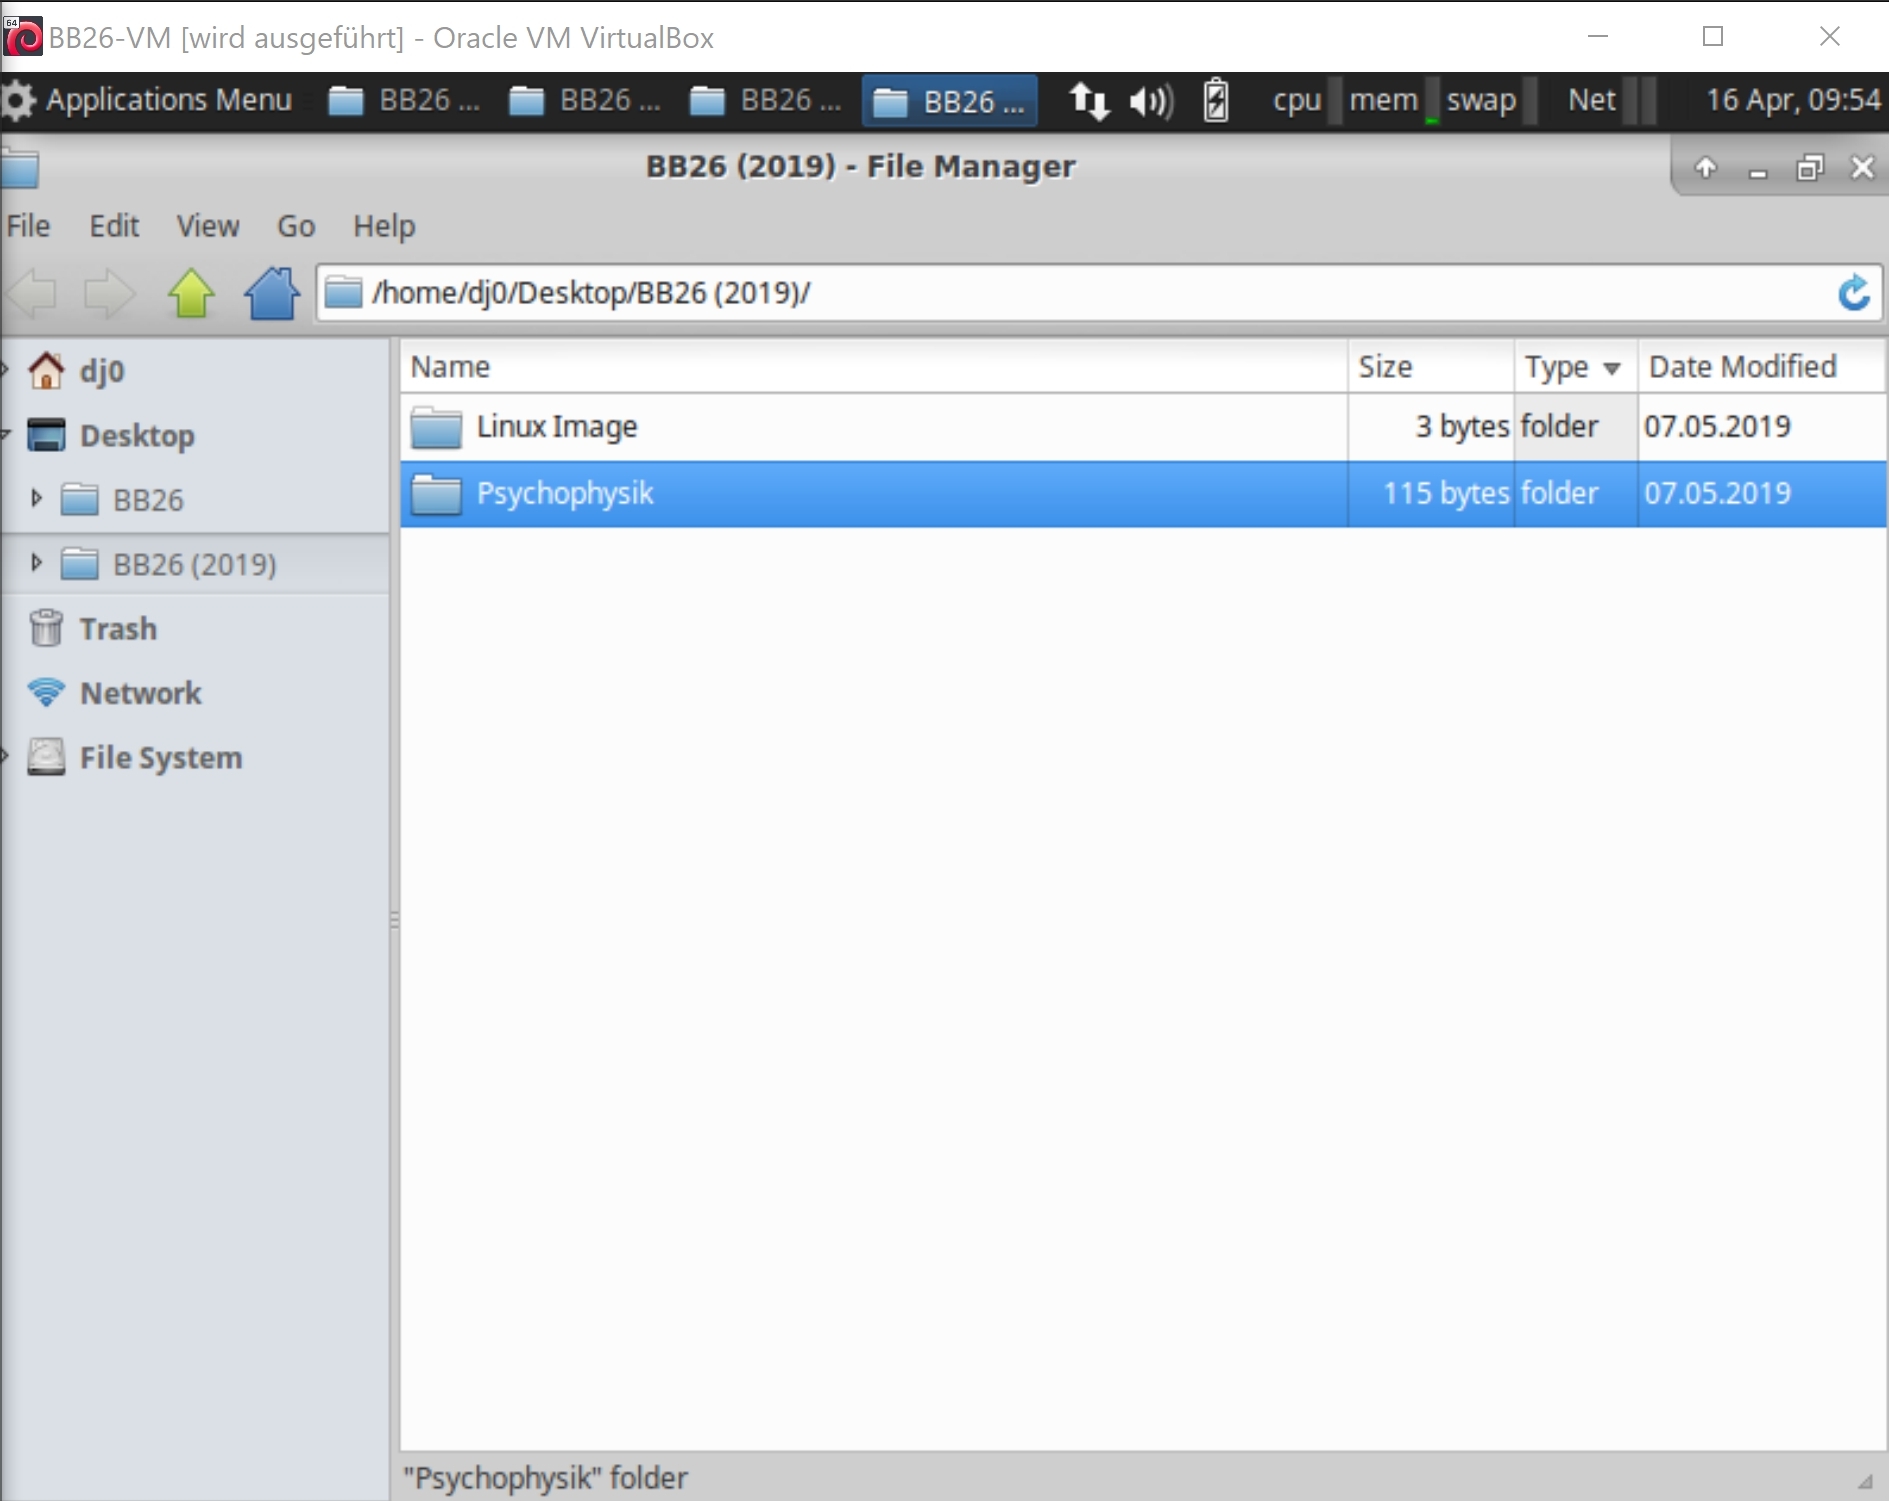 64
BB26-VM [wird ausgeführt] - Oracle VM VirtualBox
Applications Menu BB26 ... BB26 ... BB26 ... BB26 ... cpu mem swap Net 16 Apr, 09:54
BB26 (2019) - File Manager
File Edit View Go Help
/home/dj0/Desktop/BB26 (2019)/
dj0
Desktop
BB26
BB26 (2019)
Trash
Network
File System
Name Size Type Date Modified
Linux Image 3 bytes folder 07.05.2019
Psychophysik 115 bytes folder 07.05.2019
"Psychophysik" folder